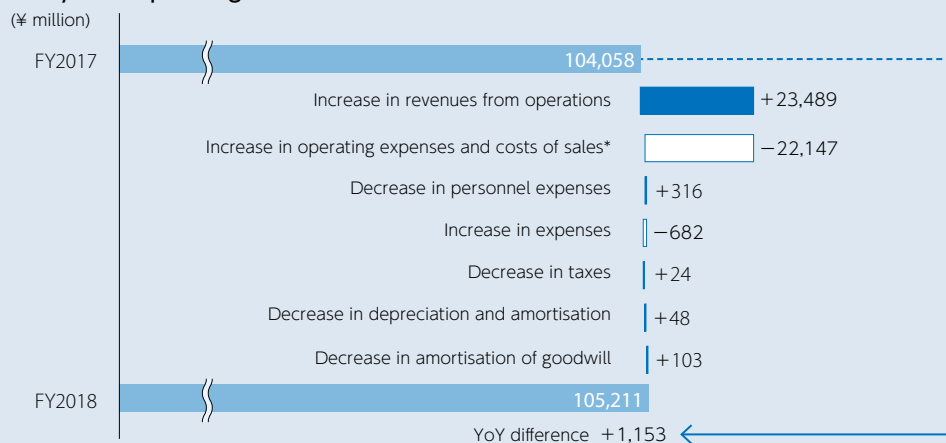 (¥ million)
FY2017
104,058
Increase in revenues from operations +23,489
Increase in operating expenses and costs of sales* −22,147
Decrease in personnel expenses +316
Increase in expenses −682
Decrease in taxes +24
Decrease in depreciation and amortisation +48
Decrease in amortisation of goodwill +103
FY2018
105,211
YoY difference +1,153